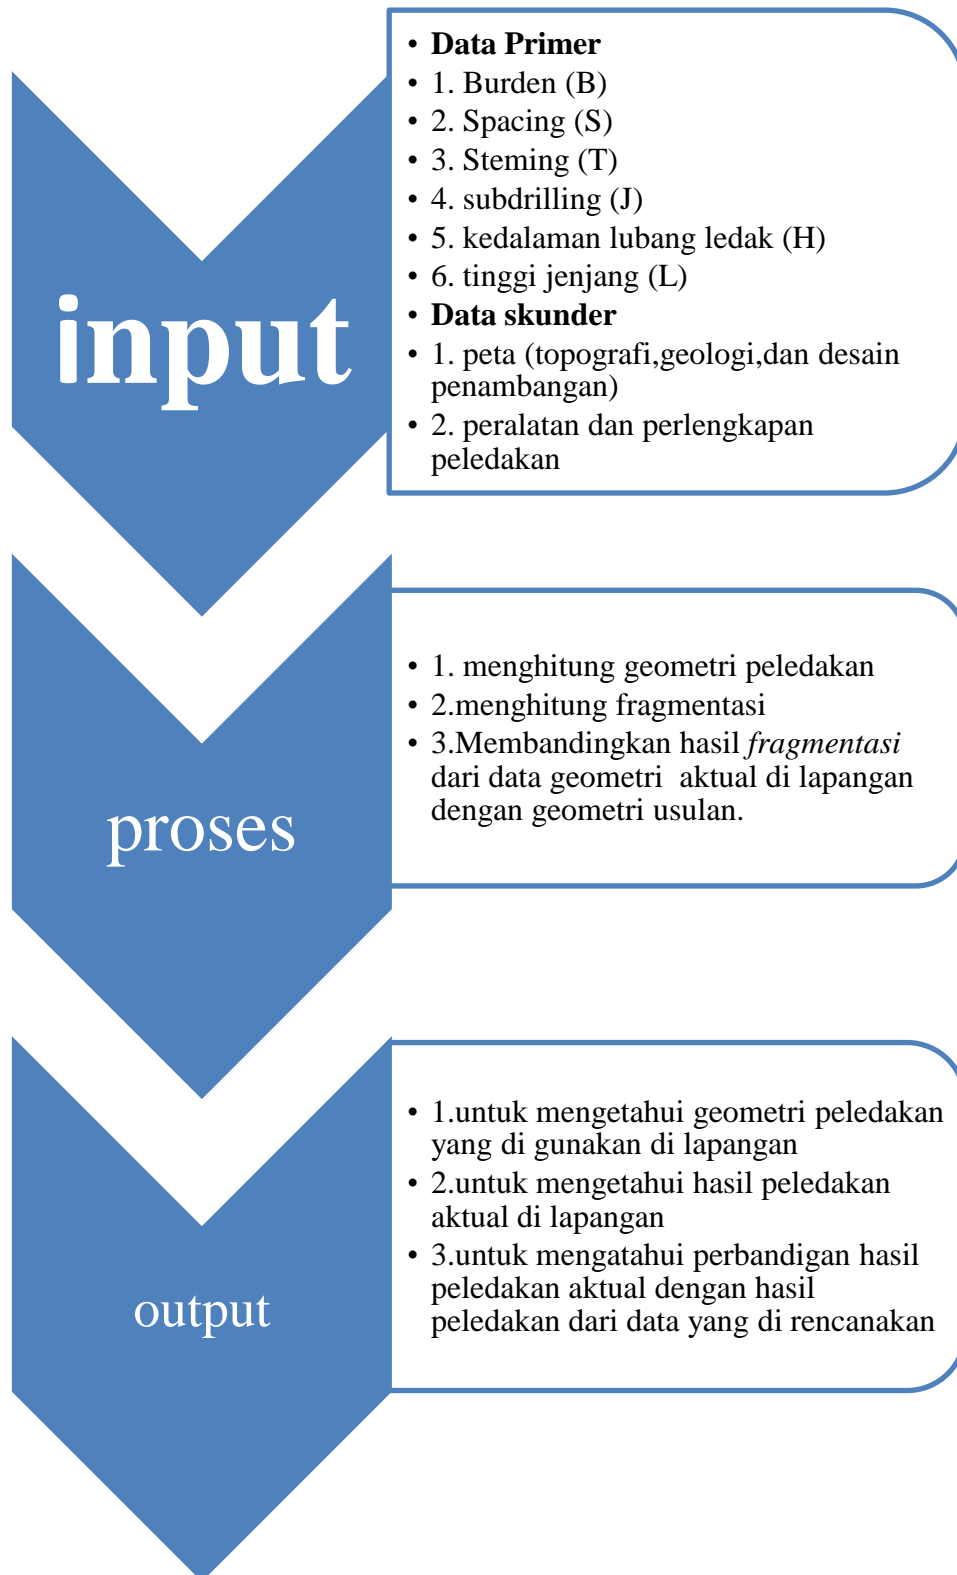 input
• Data Primer
• 1. Burden (B)
• 2. Spacing (S)
• 3. Steming (T)
• 4. subdrilling (J)
• 5. kedalaman lubang ledak (H)
• 6. tinggi jenjang (L)
• Data skunder
• 1. peta (topografi,geologi,dan desain
penambangan)
• 2. peralatan dan perlengkapan
peledakan
proses
• 1. menghitung geometri peledakan
• 2.menghitung fragmentasi
• 3.Membandingkan hasil fragmentasi
dari data geometri aktual di lapangan
dengan geometri usulan.
output
• 1.untuk mengetahui geometri peledakan
yang di gunakan di lapangan
• 2.untuk mengetahui hasil peledakan
aktual di lapangan
• 3.untuk mengatahui perbandigan hasil
peledakan aktual dengan hasil
peledakan dari data yang di rencanakan